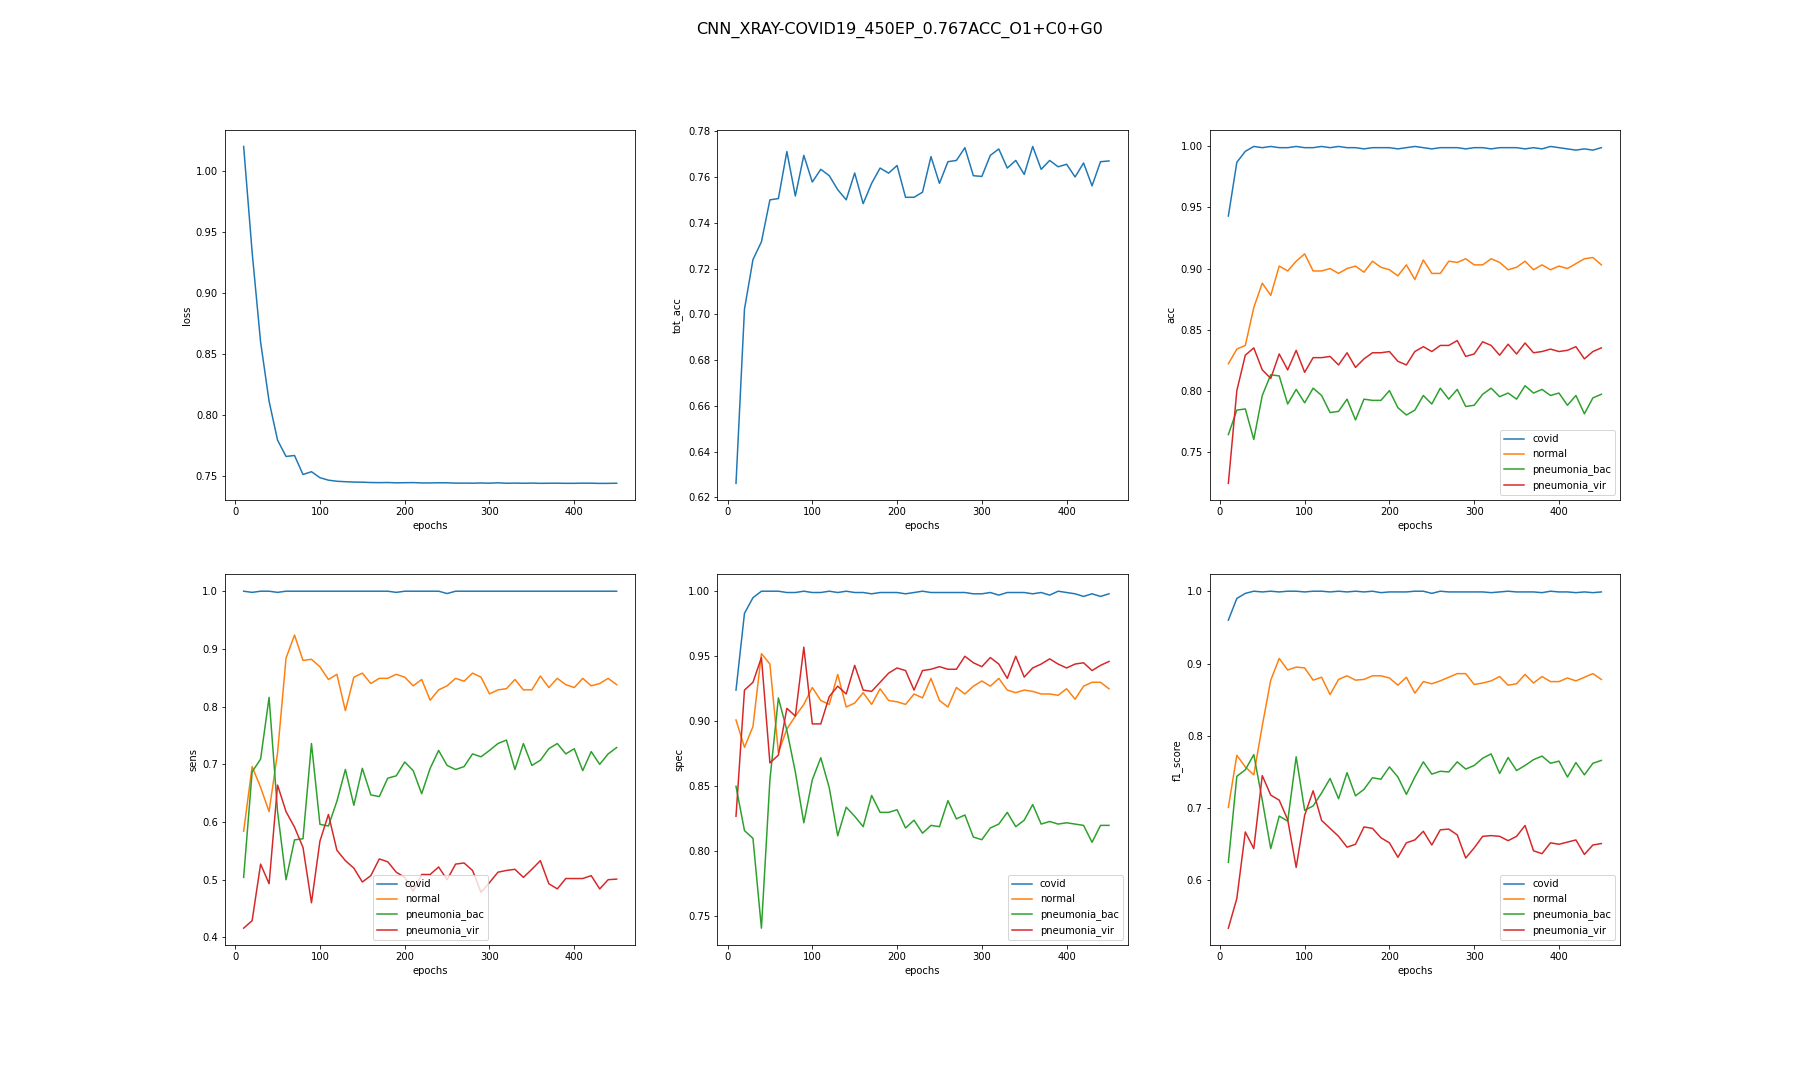 CNN_XRAY-COVID19_450EP_0.767ACC_O1+C0+G0
loss
1.00
0.95
0.90
0.85
0.80
0.75
0 100 200 300 400
epochs
tot_acc
0.78
0.76
0.74
0.72
0.70
0.68
0.66
0.64
0.62
0 100 200 300 400
epochs
acc
1.00
0.95
0.90
0.85
0.80
0.75
covid
normal
pneumonia_bac
pneumonia_vir
0 100 200 300 400
epochs
sens
1.0
0.9
0.8
0.7
0.6
0.5
0.4
covid
normal
pneumonia_bac
pneumonia_vir
0 100 200 300 400
epochs
spec
1.00
0.95
0.90
0.85
0.80
0.75
covid
normal
pneumonia_bac
pneumonia_vir
0 100 200 300 400
epochs
f1_score
1.0
0.9
0.8
0.7
0.6
covid
normal
pneumonia_bac
pneumonia_vir
0 100 200 300 400
epochs